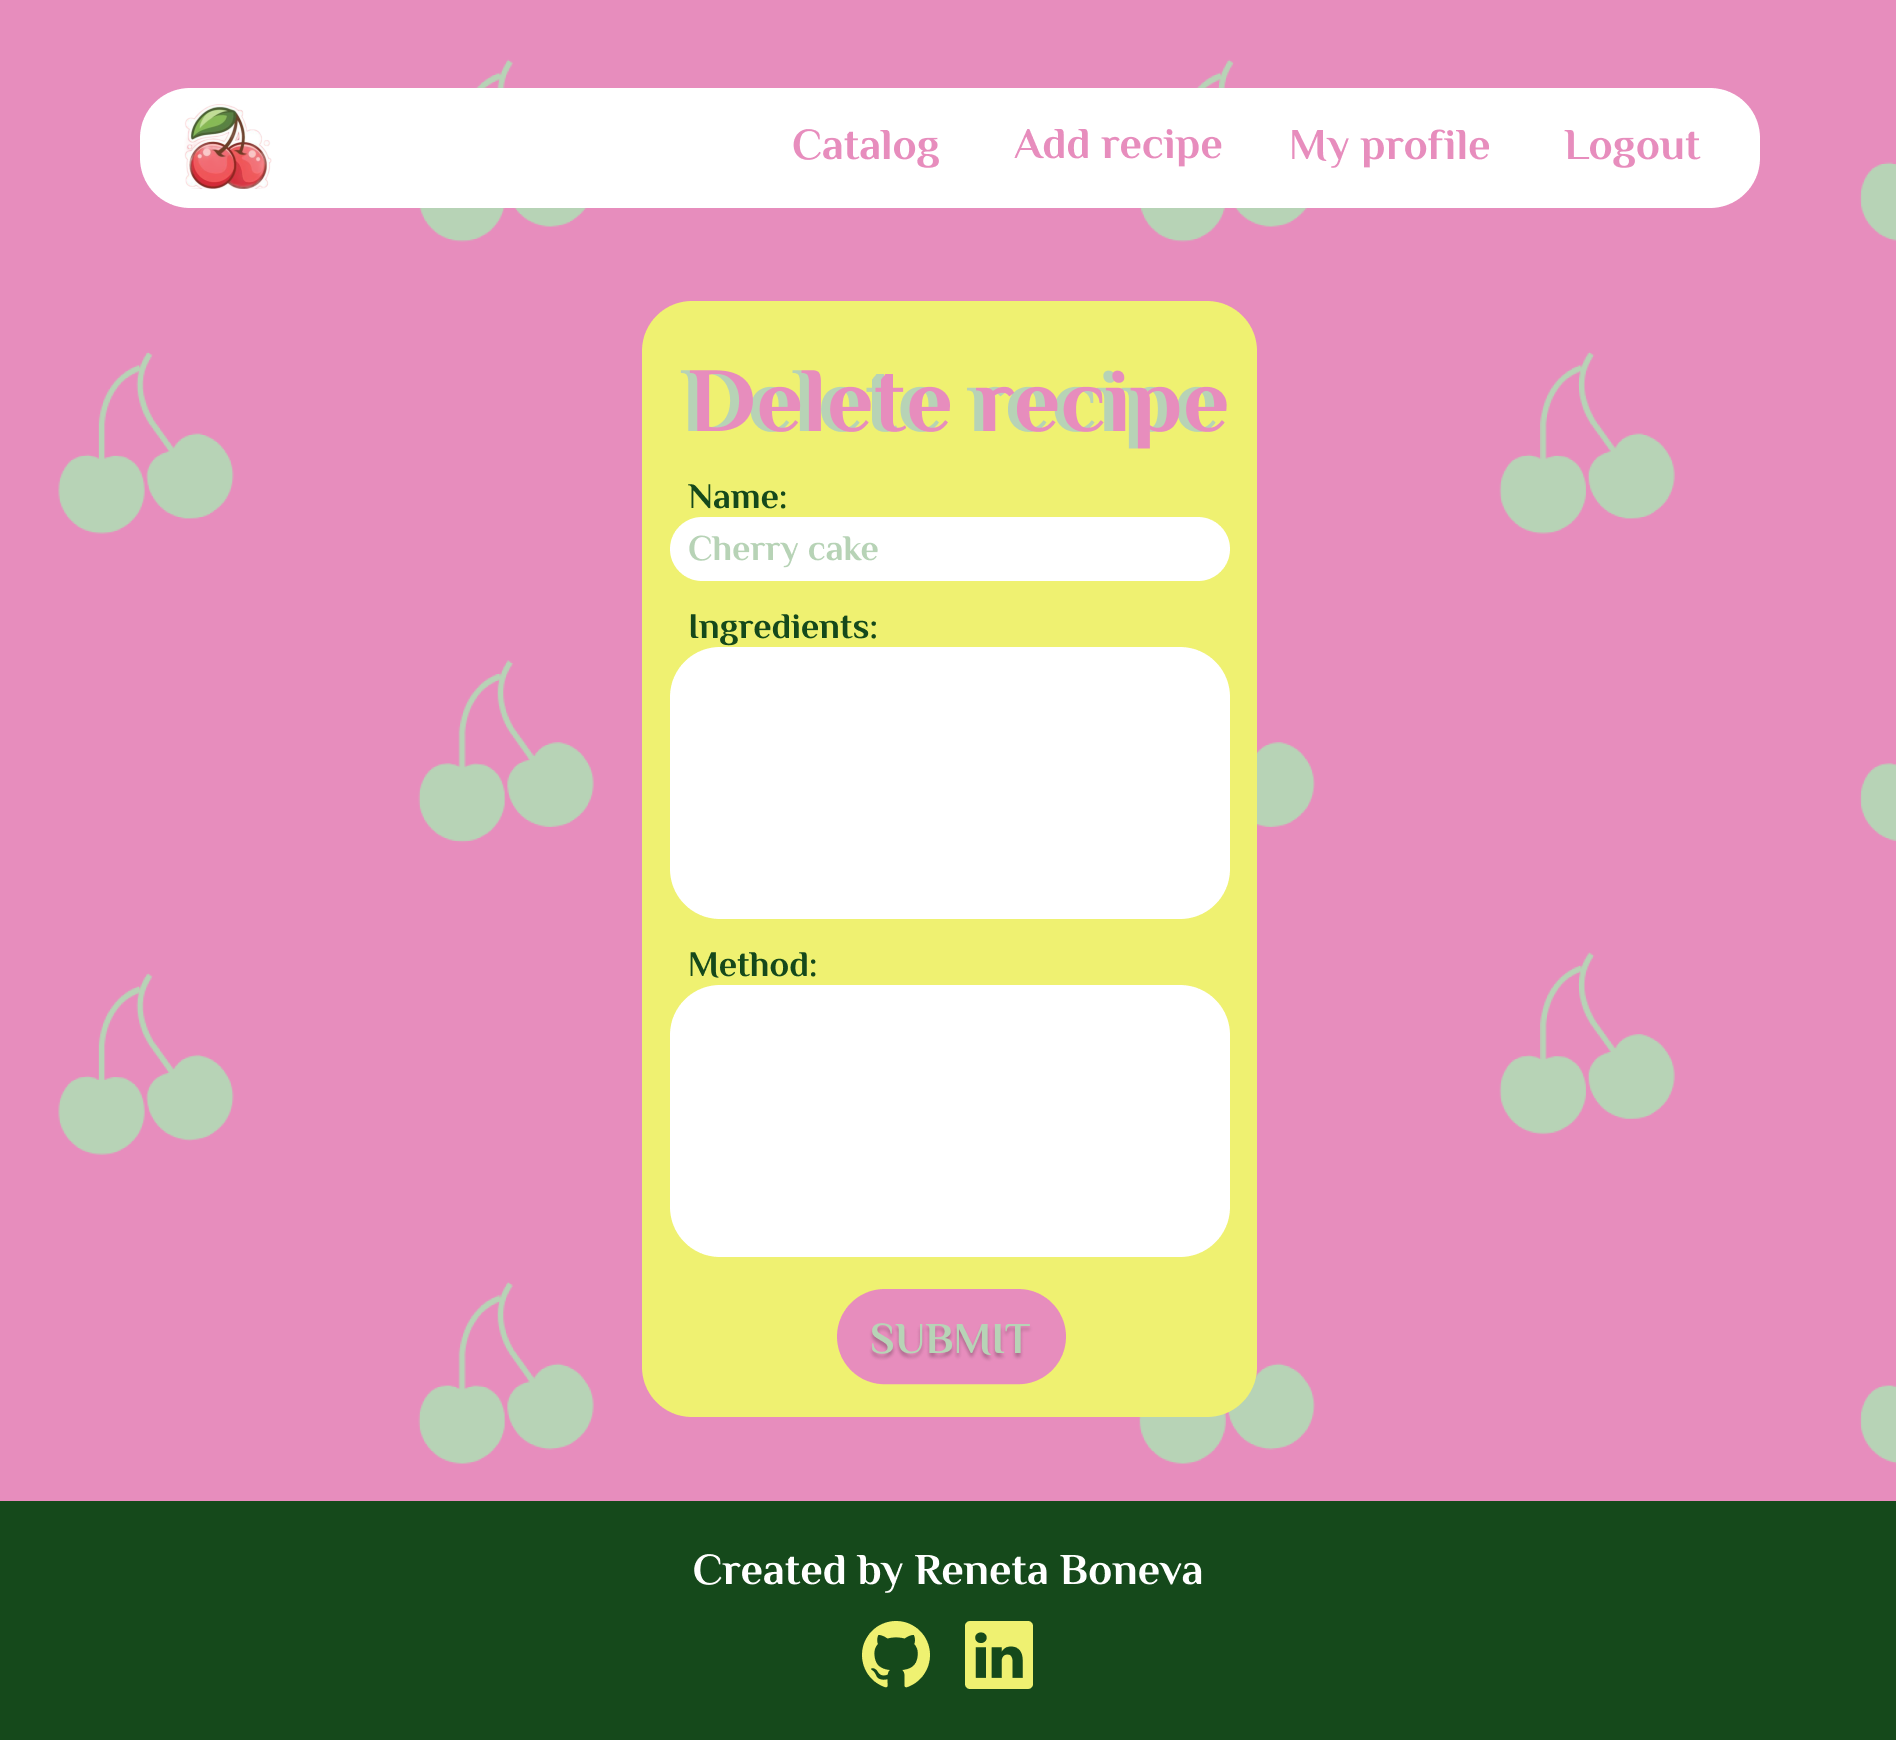 Catalog Add recipe My profile Logout
Delete recipe
Name:
Cherry cake
Ingredients:
Method:
SUBMIT
Created by Reneta Boneva
in